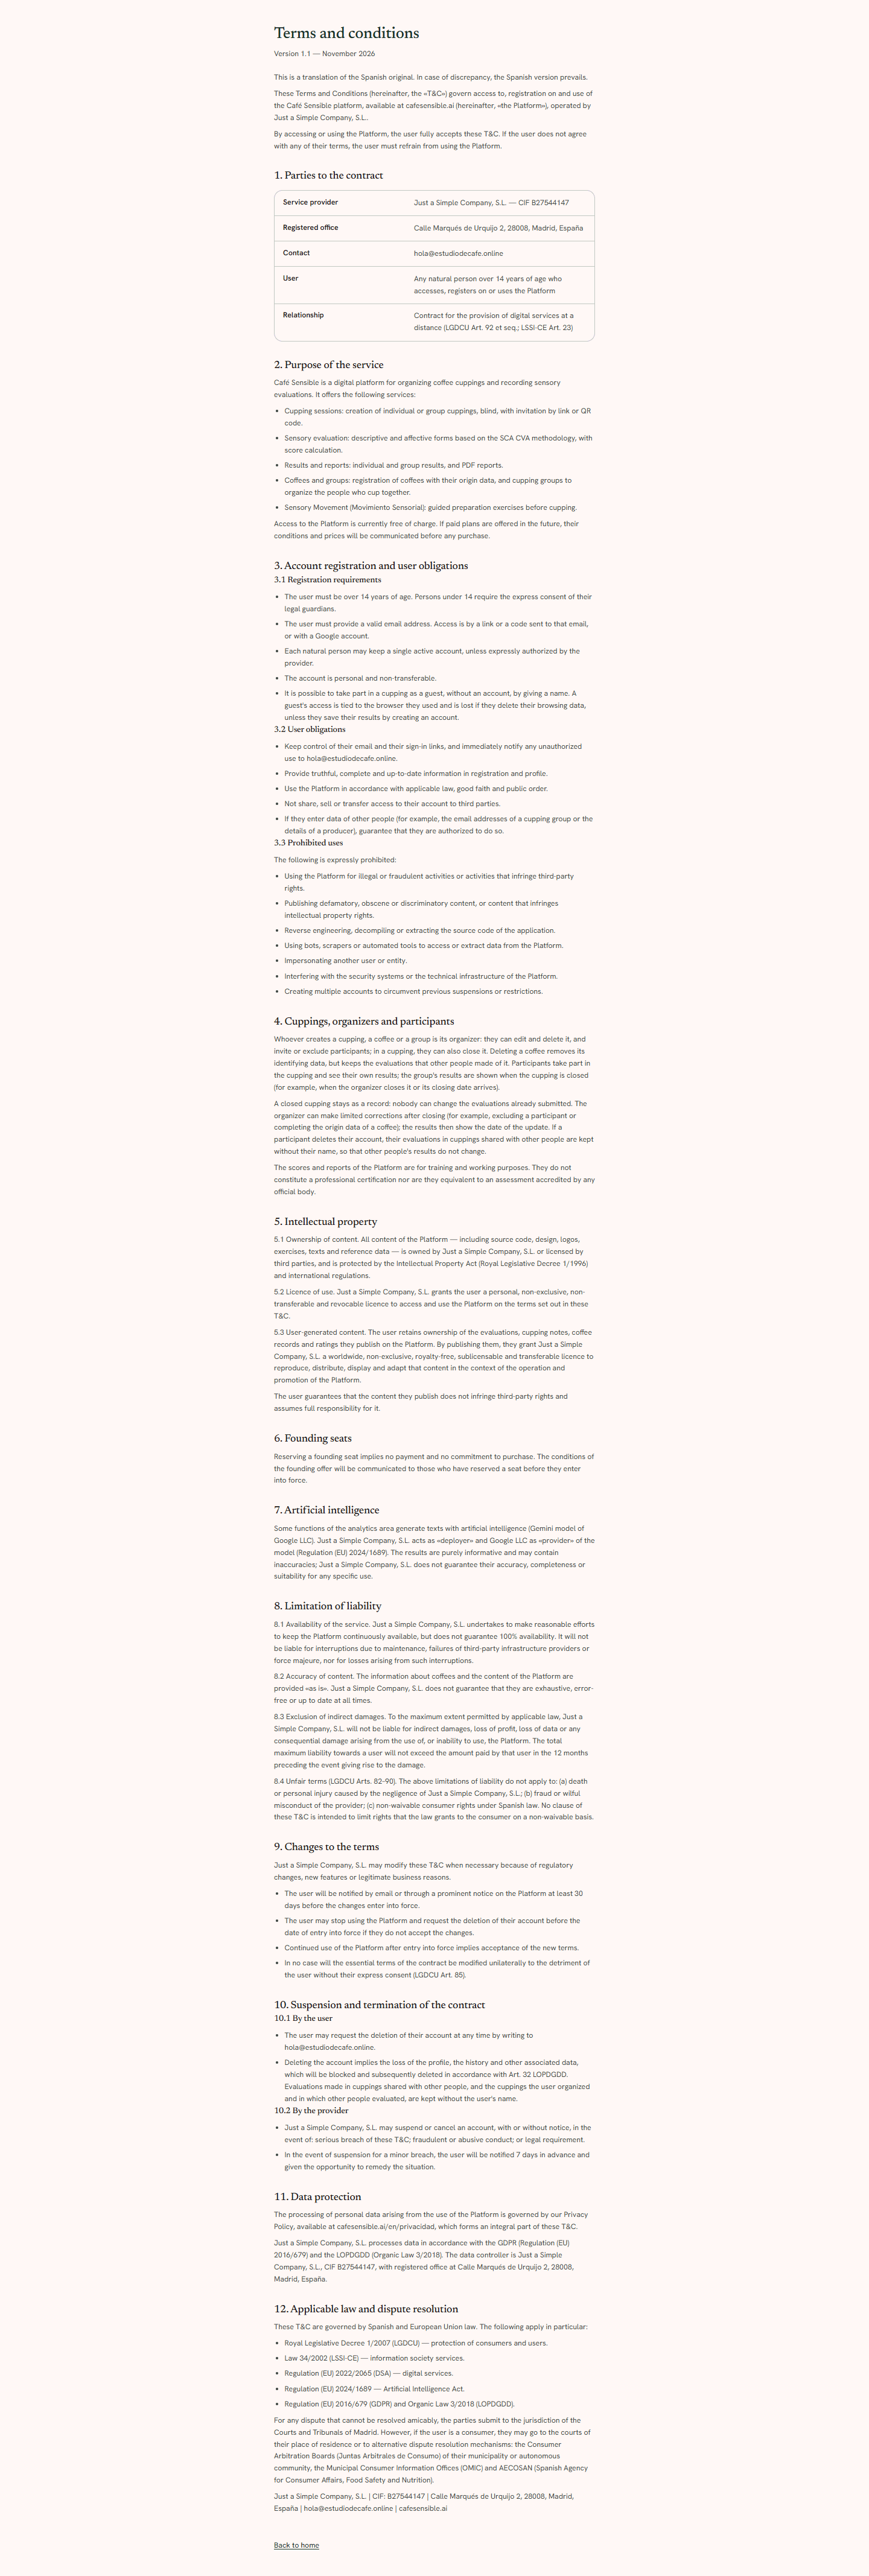 Terms and conditions
Version 1.1 — November 2026
This is a translation of the Spanish original. In case of discrepancy, the Spanish version prevails.
These Terms and Conditions (hereinafter, the «T&C») govern access to, registration on and use of
the Café Sensible platform, available at cafesensible.ai (hereinafter, «the Platform»), operated by
Just a Simple Company, S.L..
By accessing or using the Platform, the user fully accepts these T&C. If the user does not agree
with any of their terms, the user must refrain from using the Platform.
1. Parties to the contract
Service provider
Just a Simple Company, S.L. — CIF B27544147
Registered office
Calle Marqués de Urquijo 2, 28008, Madrid, España
Contact
hola@estudiodecafe.online
User
Any natural person over 14 years of age who
accesses, registers on or uses the Platform
Relationship
Contract for the provision of digital services at a
distance (LGDCU Art. 92 et seq.; LSSI-CE Art. 23)
2. Purpose of the service
Café Sensible is a digital platform for organizing coffee cuppings and recording sensory
evaluations. It offers the following services:
• Cupping sessions: creation of individual or group cuppings, blind, with invitation by link or QR
code.
• Sensory evaluation: descriptive and affective forms based on the SCA CVA methodology, with
score calculation.
• Results and reports: individual and group results, and PDF reports.
• Coffees and groups: registration of coffees with their origin data, and cupping groups to
organize the people who cup together.
• Sensory Movement (Movimiento Sensorial): guided preparation exercises before cupping.
Access to the Platform is currently free of charge. If paid plans are offered in the future, their
conditions and prices will be communicated before any purchase.
3. Account registration and user obligations
3.1 Registration requirements
• The user must be over 14 years of age. Persons under 14 require the express consent of their
legal guardians.
• The user must provide a valid email address. Access is by a link or a code sent to that email,
or with a Google account.
• Each natural person may keep a single active account, unless expressly authorized by the
provider.
• The account is personal and non-transferable.
• It is possible to take part in a cupping as a guest, without an account, by giving a name. A
guest's access is tied to the browser they used and is lost if they delete their browsing data,
unless they save their results by creating an account.
3.2 User obligations
• Keep control of their email and their sign-in links, and immediately notify any unauthorized
use to hola@estudiodecafe.online.
• Provide truthful, complete and up-to-date information in registration and profile.
• Use the Platform in accordance with applicable law, good faith and public order.
• Not share, sell or transfer access to their account to third parties.
• If they enter data of other people (for example, the email addresses of a cupping group or the
details of a producer), guarantee that they are authorized to do so.
3.3 Prohibited uses
The following is expressly prohibited:
• Using the Platform for illegal or fraudulent activities or activities that infringe third-party
rights.
• Publishing defamatory, obscene or discriminatory content, or content that infringes
intellectual property rights.
• Reverse engineering, decompiling or extracting the source code of the application.
• Using bots, scrapers or automated tools to access or extract data from the Platform.
• Impersonating another user or entity.
• Interfering with the security systems or the technical infrastructure of the Platform.
• Creating multiple accounts to circumvent previous suspensions or restrictions.
4. Cuppings, organizers and participants
Whoever creates a cupping, a coffee or a group is its organizer: they can edit and delete it, and
invite or exclude participants; in a cupping, they can also close it. Deleting a coffee removes its
identifying data, but keeps the evaluations that other people made of it. Participants take part in
the cupping and see their own results; the group's results are shown when the cupping is closed
(for example, when the organizer closes it or its closing date arrives).
A closed cupping stays as a record: nobody can change the evaluations already submitted. The
organizer can make limited corrections after closing (for example, excluding a participant or
completing the origin data of a coffee); the results then show the date of the update. If a
participant deletes their account, their evaluations in cuppings shared with other people are kept
without their name, so that other people's results do not change.
The scores and reports of the Platform are for training and working purposes. They do not
constitute a professional certification nor are they equivalent to an assessment accredited by any
official body.
5. Intellectual property
5.1 Ownership of content. All content of the Platform — including source code, design, logos,
exercises, texts and reference data — is owned by Just a Simple Company, S.L. or licensed by
third parties, and is protected by the Intellectual Property Act (Royal Legislative Decree 1/1996)
and international regulations.
5.2 Licence of use. Just a Simple Company, S.L. grants the user a personal, non-exclusive, non-
transferable and revocable licence to access and use the Platform on the terms set out in these
T&C.
5.3 User-generated content. The user retains ownership of the evaluations, cupping notes, coffee
records and ratings they publish on the Platform. By publishing them, they grant Just a Simple
Company, S.L. a worldwide, non-exclusive, royalty-free, sublicensable and transferable licence to
reproduce, distribute, display and adapt that content in the context of the operation and
promotion of the Platform.
The user guarantees that the content they publish does not infringe third-party rights and
assumes full responsibility for it.
6. Founding seats
Reserving a founding seat implies no payment and no commitment to purchase. The conditions of
the founding offer will be communicated to those who have reserved a seat before they enter
into force.
7. Artificial intelligence
Some functions of the analytics area generate texts with artificial intelligence (Gemini model of
Google LLC). Just a Simple Company, S.L. acts as «deployer» and Google LLC as «provider» of the
model (Regulation (EU) 2024/1689). The results are purely informative and may contain
inaccuracies; Just a Simple Company, S.L. does not guarantee their accuracy, completeness or
suitability for any specific use.
8. Limitation of liability
8.1 Availability of the service. Just a Simple Company, S.L. undertakes to make reasonable efforts
to keep the Platform continuously available, but does not guarantee 100% availability. It will not
be liable for interruptions due to maintenance, failures of third-party infrastructure providers or
force majeure, nor for losses arising from such interruptions.
8.2 Accuracy of content. The information about coffees and the content of the Platform are
provided «as is». Just a Simple Company, S.L. does not guarantee that they are exhaustive, error-
free or up to date at all times.
8.3 Exclusion of indirect damages. To the maximum extent permitted by applicable law, Just a
Simple Company, S.L. will not be liable for indirect damages, loss of profit, loss of data or any
consequential damage arising from the use of, or inability to use, the Platform. The total
maximum liability towards a user will not exceed the amount paid by that user in the 12 months
preceding the event giving rise to the damage.
8.4 Unfair terms (LGDCU Arts. 82-90). The above limitations of liability do not apply to: (a) death
or personal injury caused by the negligence of Just a Simple Company, S.L.; (b) fraud or wilful
misconduct of the provider; (c) non-waivable consumer rights under Spanish law. No clause of
these T&C is intended to limit rights that the law grants to the consumer on a non-waivable basis.
9. Changes to the terms
Just a Simple Company, S.L. may modify these T&C when necessary because of regulatory
changes, new features or legitimate business reasons.
• The user will be notified by email or through a prominent notice on the Platform at least 30
days before the changes enter into force.
• The user may stop using the Platform and request the deletion of their account before the
date of entry into force if they do not accept the changes.
• Continued use of the Platform after entry into force implies acceptance of the new terms.
• In no case will the essential terms of the contract be modified unilaterally to the detriment of
the user without their express consent (LGDCU Art. 85).
10. Suspension and termination of the contract
10.1 By the user
• The user may request the deletion of their account at any time by writing to
hola@estudiodecafe.online.
• Deleting the account implies the loss of the profile, the history and other associated data,
which will be blocked and subsequently deleted in accordance with Art. 32 LOPDGDD.
Evaluations made in cuppings shared with other people, and the cuppings the user organized
and in which other people evaluated, are kept without the user's name.
10.2 By the provider
• Just a Simple Company, S.L. may suspend or cancel an account, with or without notice, in the
event of: serious breach of these T&C; fraudulent or abusive conduct; or legal requirement.
• In the event of suspension for a minor breach, the user will be notified 7 days in advance and
given the opportunity to remedy the situation.
11. Data protection
The processing of personal data arising from the use of the Platform is governed by our Privacy
Policy, available at cafesensible.ai/en/privacidad, which forms an integral part of these T&C.
Just a Simple Company, S.L. processes data in accordance with the GDPR (Regulation (EU)
2016/679) and the LOPDGDD (Organic Law 3/2018). The data controller is Just a Simple
Company, S.L., CIF B27544147, with registered office at Calle Marqués de Urquijo 2, 28008,
Madrid, España.
12. Applicable law and dispute resolution
These T&C are governed by Spanish and European Union law. The following apply in particular:
• Royal Legislative Decree 1/2007 (LGDCU) — protection of consumers and users.
• Law 34/2002 (LSSI-CE) — information society services.
• Regulation (EU) 2022/2065 (DSA) — digital services.
• Regulation (EU) 2024/1689 — Artificial Intelligence Act.
• Regulation (EU) 2016/679 (GDPR) and Organic Law 3/2018 (LOPDGDD).
For any dispute that cannot be resolved amicably, the parties submit to the jurisdiction of the
Courts and Tribunals of Madrid. However, if the user is a consumer, they may go to the courts of
their place of residence or to alternative dispute resolution mechanisms: the Consumer
Arbitration Boards (Juntas Arbitrales de Consumo) of their municipality or autonomous
community, the Municipal Consumer Information Offices (OMIC) and AECOSAN (Spanish Agency
for Consumer Affairs, Food Safety and Nutrition).
Just a Simple Company, S.L. | CIF: B27544147 | Calle Marqués de Urquijo 2, 28008, Madrid,
España | hola@estudiodecafe.online | cafesensible.ai
Back to home